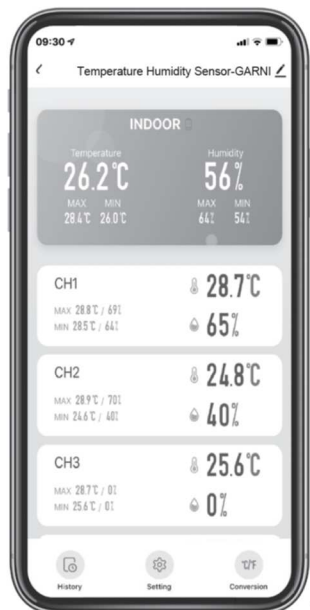 09:30
Temperature Humidity Sensor-GARNI
INDOOR
Temperature Humidity
26.2°C 56%
MAX MIN MAX MIN
28.4°C 26.0°C 64% 54%
CH1 28.7°C
MAX 28.8°C / 69%
MIN 28.5°C / 64% 65%
CH2 24.8°C
MAX 28.9°C / 70%
MIN 24.6°C / 40% 40%
CH3 25.6°C
MAX 28.7°C / 0%
MIN 25.6°C / 0% 0%
°C/°F
History Setting Conversion